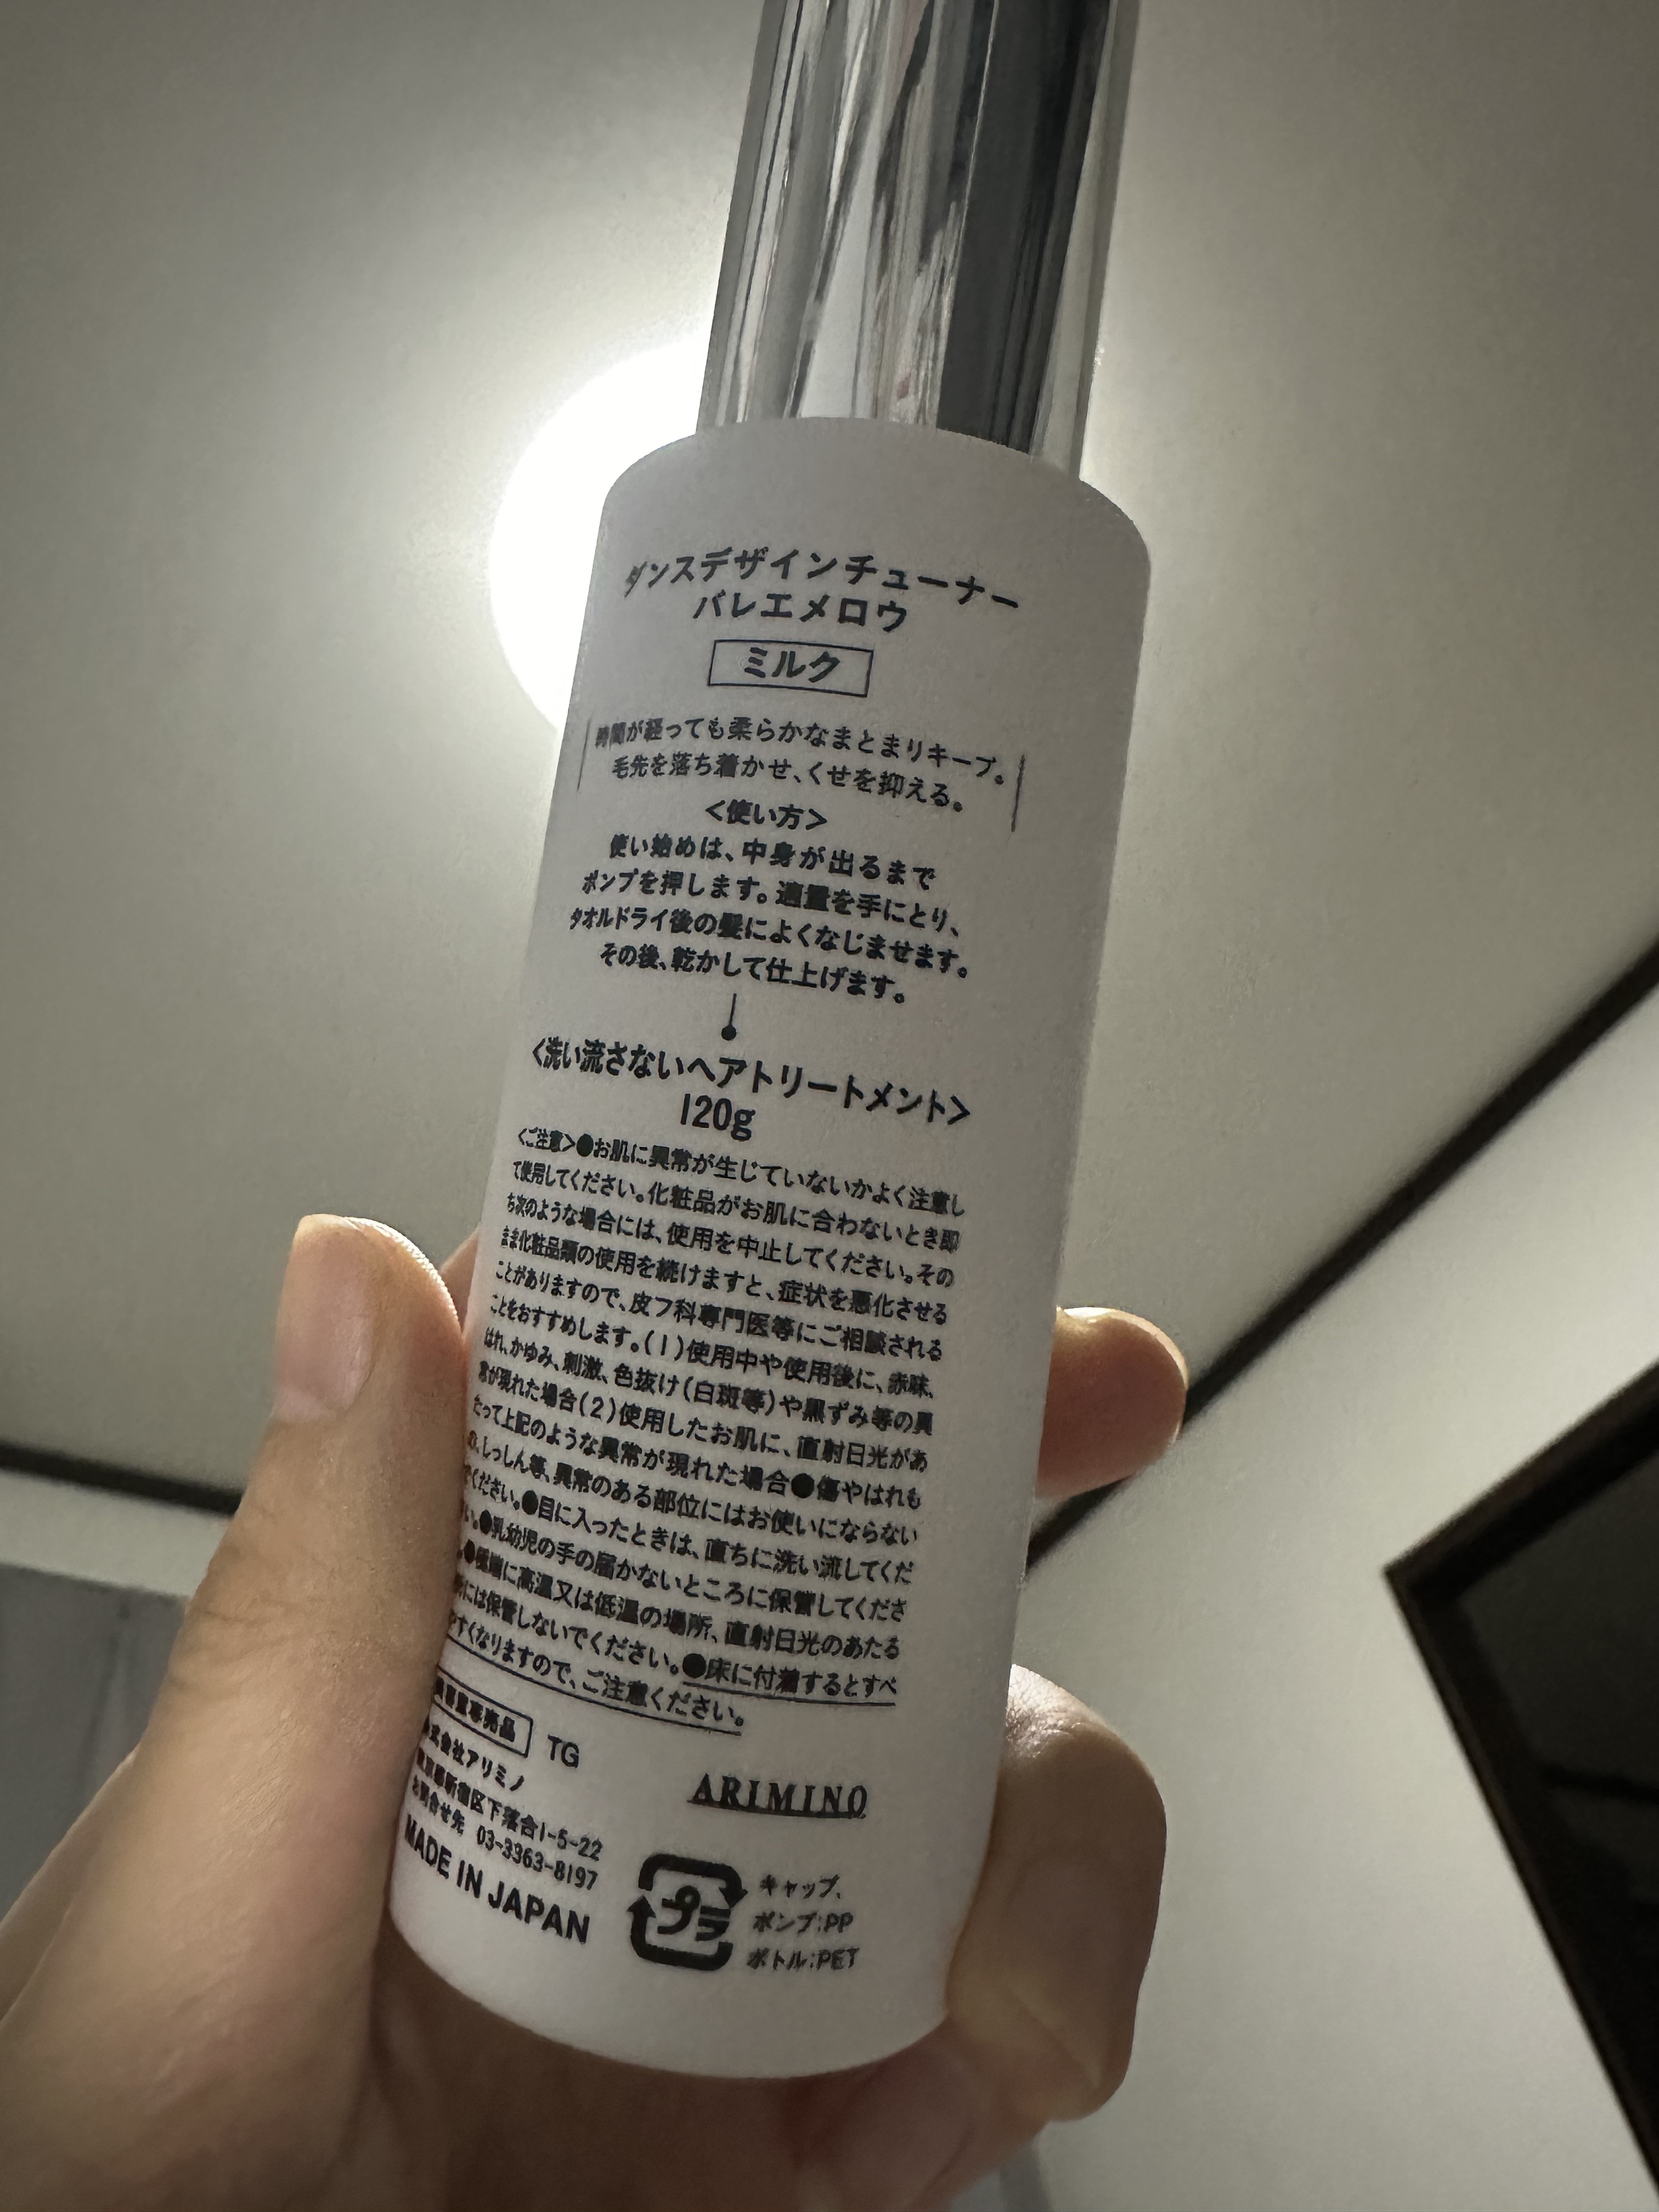 ダンスデザインチューナー
バレエメロウ
ミルク
時間が経っても柔らかなまとまりキープ。
毛先を落ち着かせ、くせを抑える。
<使い方>
使い始めは、中身が出るまで
ポンプを押します。適量を手にとり、
タオルドライ後の髪によくなじませます。
その後、乾かして仕上げます。
<洗い流さないヘアトリートメント>
120g
<ご注意>●お肌に異常が生じていないかよく注意し
て使用してください。化粧品がお肌に合わないとき即
ち次のような場合には、使用を中止してください。その
まま化粧品類の使用を続けますと、症状を悪化させる
ことがありますので、皮フ科専門医等にご相談される
ことをおすすめします。(1)使用中や使用後に、赤味、
はれ、かゆみ、刺激、色抜け(白斑等)や黒ずみ等の異
常が現れた場合(2)使用したお肌に、直射日光があ
たって上記のような異常が現れた場合●傷やはれも
の、しっしん等、異常のある部位にはお使いにならない
でください。●目に入ったときは、直ちに洗い流してくだ
い。●乳幼児の手の届かないところに保管してくださ
。●極端に高温又は低温の場所、直射日光のあたる
には保管しないでください。●床に付着するとすべ
やすくなりますので、ご注意ください。
室専売品 TG
式会社アリミノ
東京都新宿区下落合1-5-22
お問合せ先 03-3363-8197
MADE IN JAPAN
ARIMINO
プラ
キャップ、
ポンプ:PP
ボトル:PET